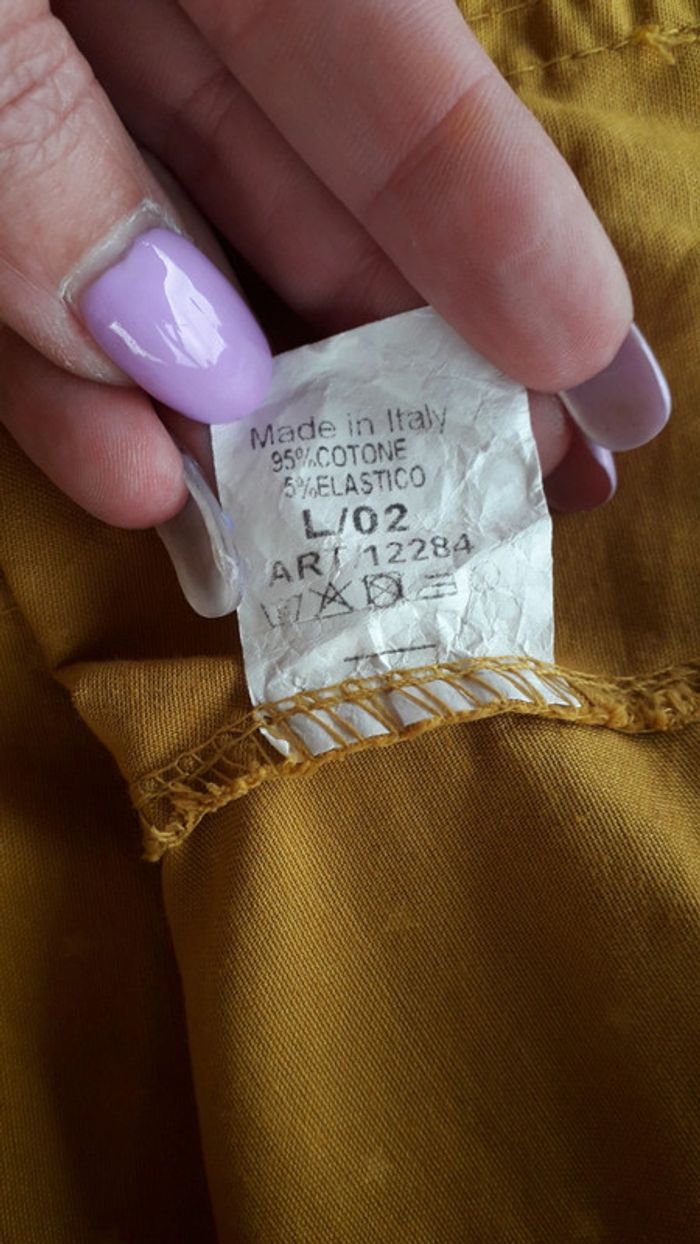 Made in Italy
95%COTONE
5%ELASTICO
L/02
ART 12284